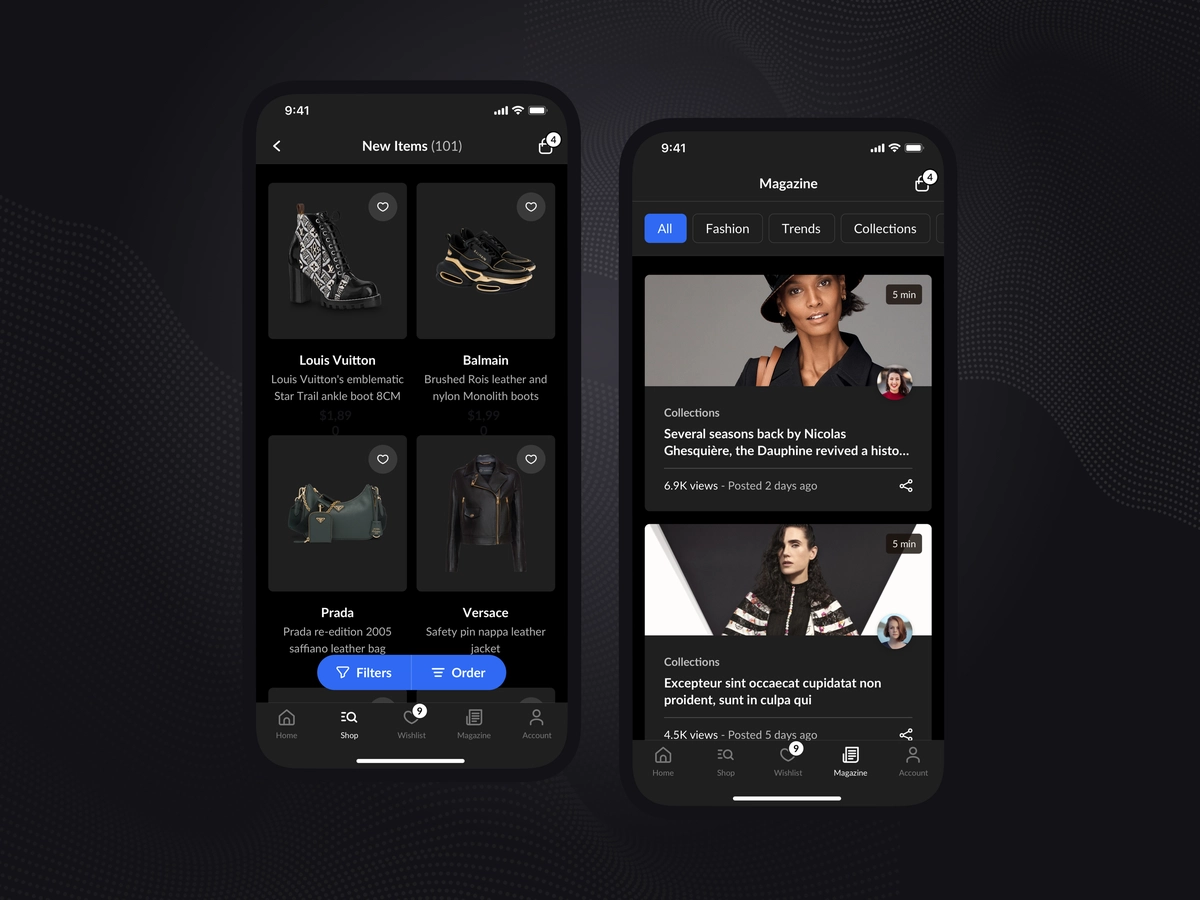 9:41
New Items (101)
4
Louis Vuitton
Louis Vuitton's emblematic
Star Trail ankle boot 8CM
$1,89
0
Balmain
Brushed Rois leather and
nylon Monolith boots
$1,99
0
Prada
Prada re-edition 2005
saffiano leather bag
Versace
Safety pin nappa leather
jacket
Filters
Order
9
Home
Shop
Wishlist
Magazine
Account
9:41
Magazine
4
All
Fashion
Trends
Collections
5 min
Collections
Several seasons back by Nicolas
Ghesquière, the Dauphine revived a histo...
6.9K views - Posted 2 days ago
5 min
Collections
Excepteur sint occaecat cupidatat non
proident, sunt in culpa qui
4.5K views - Posted 5 days ago
9
Home
Shop
Wishlist
Magazine
Account